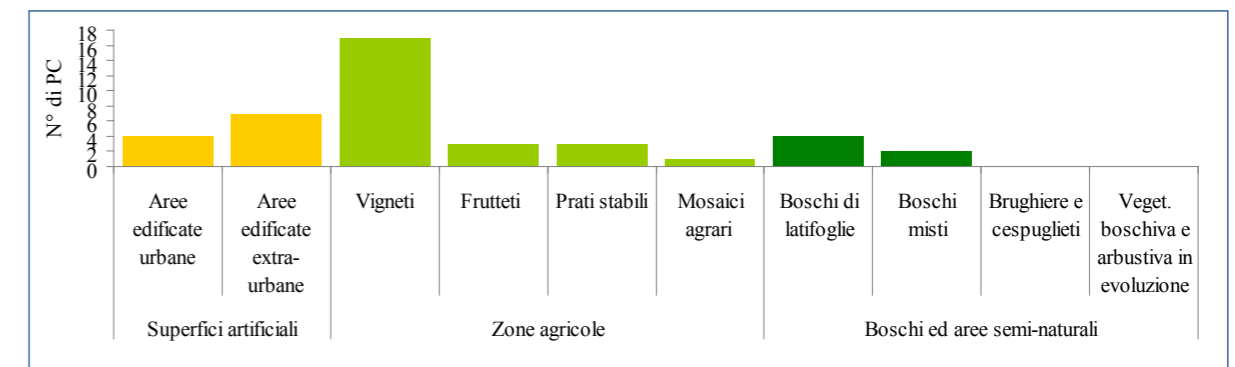 N° di PC
18
16
14
12
10
8
6
4
2
0
Aree
edificate
urbane
Aree
edificate
extra-
urbane
Vigneti
Frutteti
Prati stabili
Mosaici
agrari
Boschi di
latifoglie
Boschi
misti
Brughiere e
cespuglieti
Veget.
boschiva e
arbustiva in
evoluzione
Superfici artificiali
Zone agricole
Boschi ed aree semi-naturali